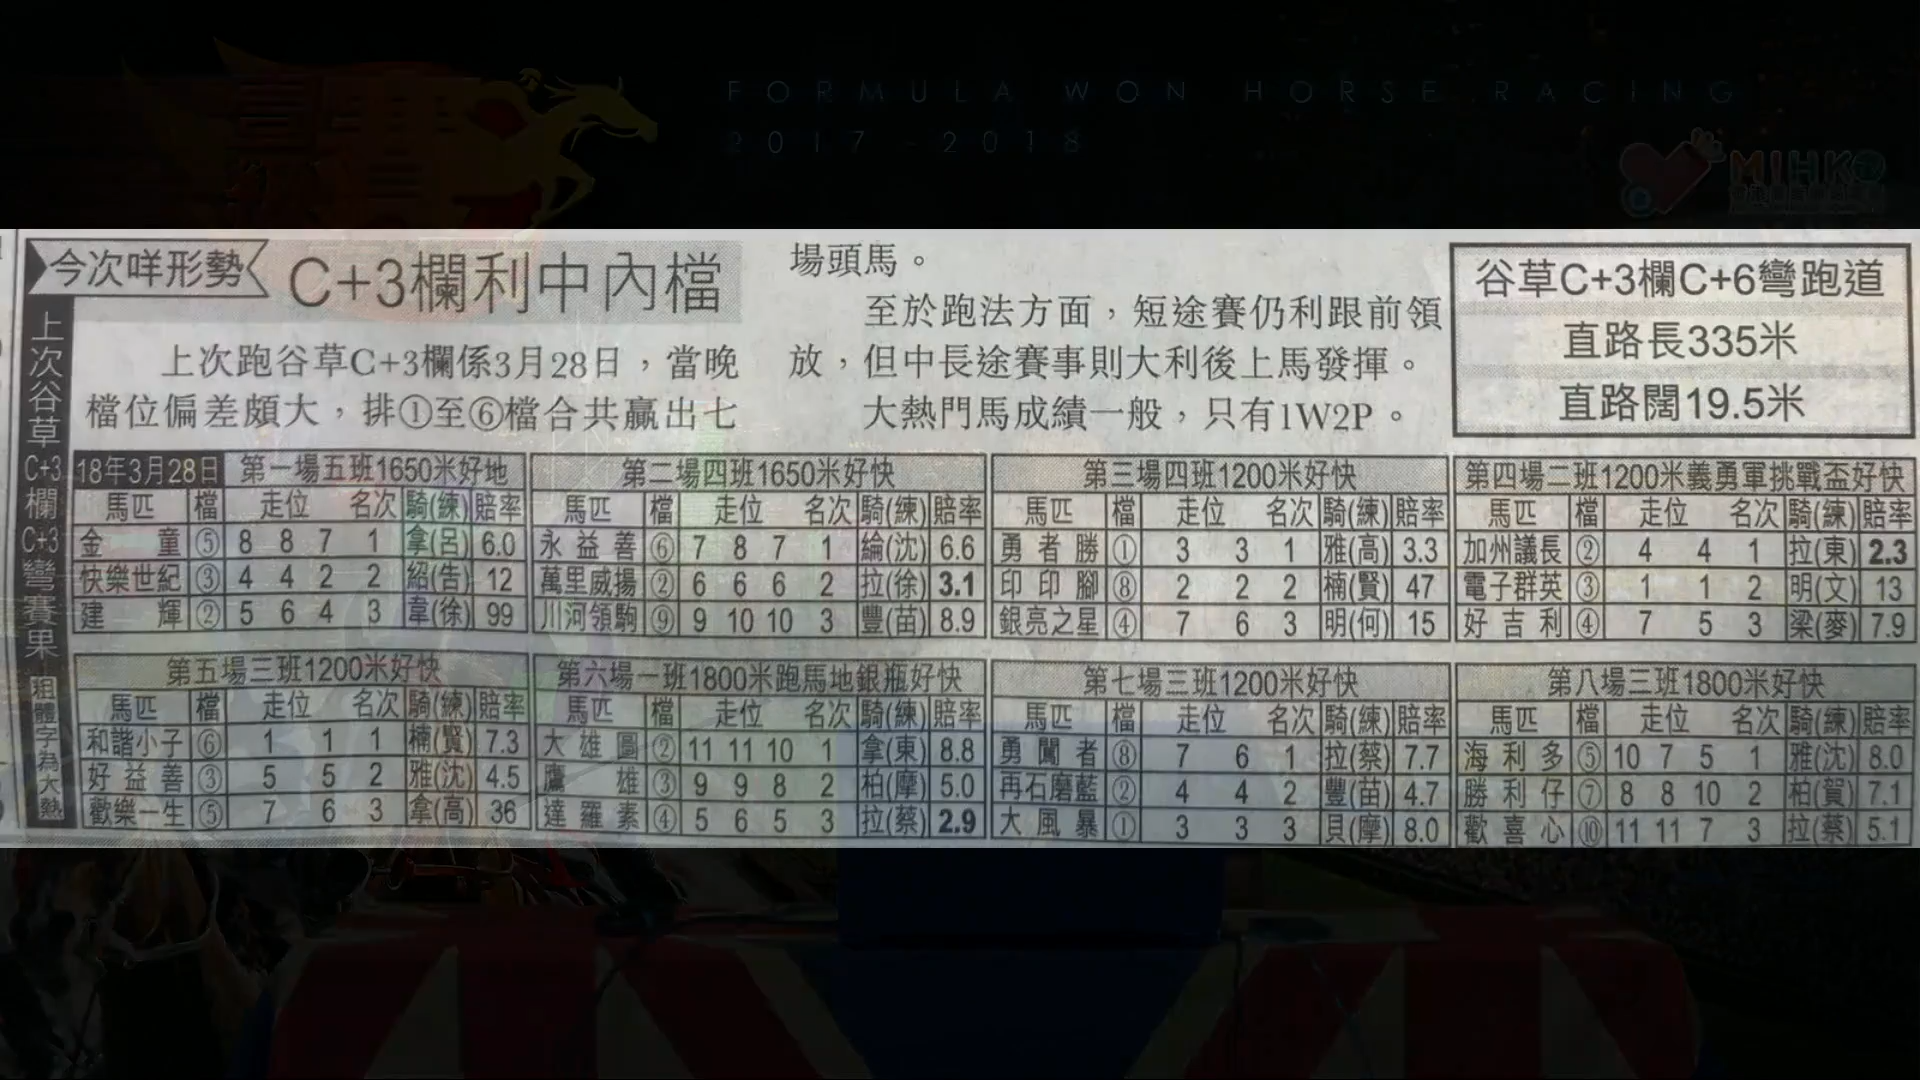 FORMULA WON HORSE RACING
2017 - 2018
MIHK
今次咩形勢
C+3欄利中內檔
上次跑谷草C+3欄係3月28日，當晚
檔位偏差頗大，排①至⑥檔合共贏出七
場頭馬。
至於跑法方面，短途賽仍利跟前領
放，但中長途賽事則大利後上馬發揮。
大熱門馬成績一般，只有1W2P。
谷草C+3欄C+6彎跑道
直路長335米
直路闊19.5米
上次谷草C+3欄C+3彎賽果
粗體字為大熱
18年3月28日 第一場五班1650米好地
馬匹 檔 走位 名次 騎(練) 賠率
金童 ⑤ 8 8 7 1 拿(呂) 6.0
快樂世紀 ③ 4 4 2 2 紹(告) 12
建輝 ② 5 6 4 3 韋(徐) 99
第二場四班1650米好快
馬匹 檔 走位 名次 騎(練) 賠率
永益善 ⑥ 7 8 7 1 綸(沈) 6.6
萬里威揚 ② 6 6 6 2 拉(徐) 3.1
川河領駒 ⑨ 9 10 10 3 豐(苗) 8.9
第三場四班1200米好快
馬匹 檔 走位 名次 騎(練) 賠率
勇者勝 ① 3 3 1 雅(高) 3.3
印印腳 ⑧ 2 2 2 楠(賢) 47
銀亮之星 ④ 7 6 3 明(何) 15
第四場二班1200米義勇軍挑戰盃好快
馬匹 檔 走位 名次 騎(練) 賠率
加州議長 ② 4 4 1 拉(東) 2.3
電子群英 ③ 1 1 2 明(文) 13
好吉利 ④ 7 5 3 梁(麥) 7.9
第五場三班1200米好快
馬匹 檔 走位 名次 騎(練) 賠率
和諧小子 ⑥ 1 1 1 楠(賢) 7.3
好益善 ③ 5 5 2 雅(沈) 4.5
歡樂一生 ⑤ 7 6 3 拿(高) 36
第六場一班1800米跑馬地銀瓶好快
馬匹 檔 走位 名次 騎(練) 賠率
大雄圖 ② 11 11 10 1 拿(東) 8.8
鷹雄 ③ 9 9 8 2 柏(摩) 5.0
達羅素 ④ 5 6 5 3 拉(蔡) 2.9
第七場三班1200米好快
馬匹 檔 走位 名次 騎(練) 賠率
勇闖者 ⑧ 7 6 1 拉(蔡) 7.7
再石磨藍 ② 4 4 2 豐(苗) 4.7
大風暴 ① 3 3 3 貝(摩) 8.0
第八場三班1800米好快
馬匹 檔 走位 名次 騎(練) 賠率
海利多 ⑤ 10 7 5 1 雅(沈) 8.0
勝利仔 ⑦ 8 8 10 2 柏(賀) 7.1
歡喜心 ⑩ 11 11 7 3 拉(蔡) 5.1